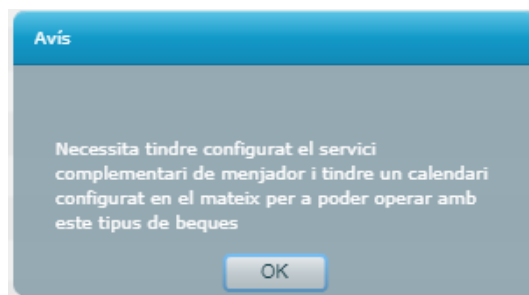 Avís
Necessita tindre configurat el servici
complementari de menjador i tindre un calendari
configurat en el mateix per a poder operar amb
este tipus de beques
OK